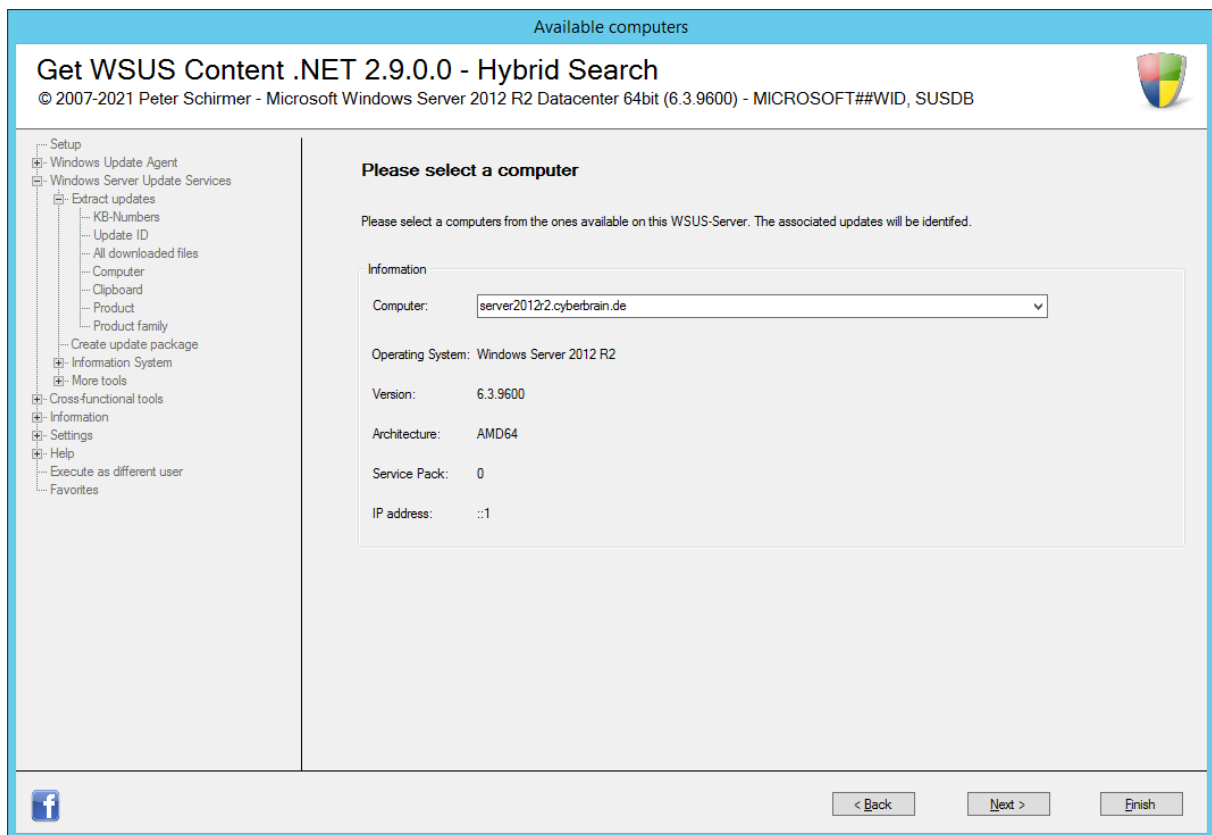 Available computers
Get WSUS Content .NET 2.9.0.0 - Hybrid Search
© 2007-2021 Peter Schirmer - Microsoft Windows Server 2012 R2 Datacenter 64bit (6.3.9600) - MICROSOFT##WID, SUSDB
Setup
Windows Update Agent
Windows Server Update Services
Extract updates
KB-Numbers
Update ID
All downloaded files
Computer
Clipboard
Product
Product family
Create update package
Information System
More tools
Cross-functional tools
Information
Settings
Help
Execute as different user
Favorites
Please select a computer
Please select a computers from the ones available on this WSUS-Server. The associated updates will be identifed.
Information
Computer: server2012r2.cyberbrain.de
Operating System: Windows Server 2012 R2
Version: 6.3.9600
Architecture: AMD64
Service Pack: 0
IP address: ::1
f
< Back Next > Finish